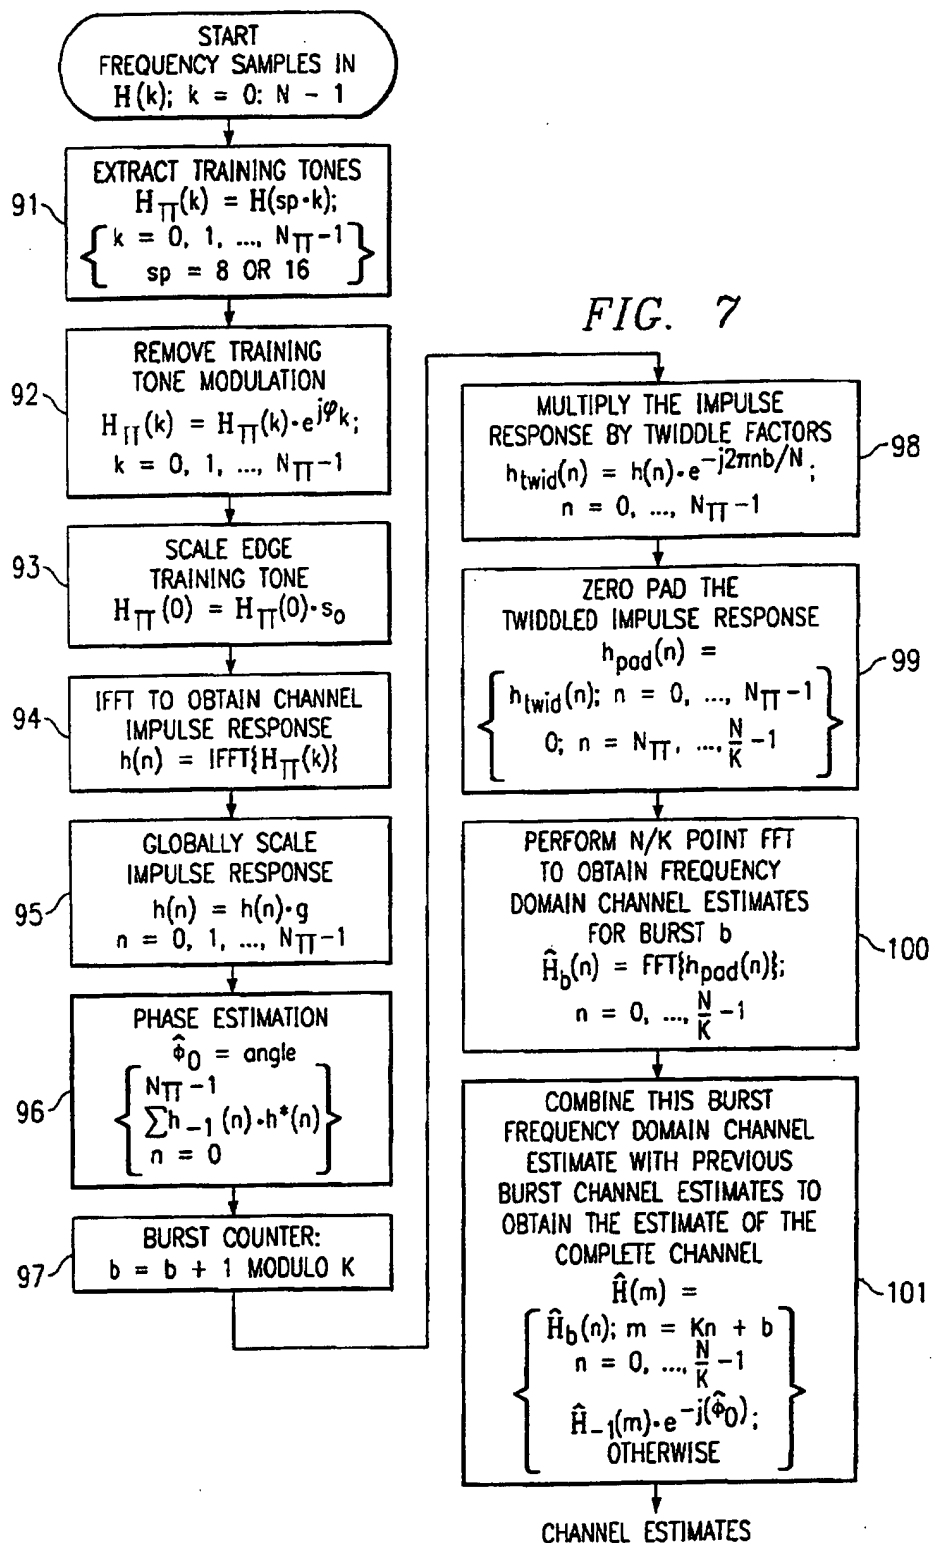 START
FREQUENCY SAMPLES IN
H(k); k = 0: N - 1
91
EXTRACT TRAINING TONES
H_TT(k) = H(sp·k);
{ k = 0, 1, ..., N_TT-1
sp = 8 OR 16 }
92
REMOVE TRAINING
TONE MODULATION
H_TT(k) = H_TT(k)·e^jφ_k;
k = 0, 1, ..., N_TT-1
93
SCALE EDGE
TRAINING TONE
H_TT(0) = H_TT(0)·s_0
94
IFFT TO OBTAIN CHANNEL
IMPULSE RESPONSE
h(n) = IFFT{H_TT(k)}
95
GLOBALLY SCALE
IMPULSE RESPONSE
h(n) = h(n)·g
n = 0, 1, ..., N_TT-1
96
PHASE ESTIMATION
ϕ̂_0 = angle
{ N_TT-1
∑h_-1(n)·h*(n)
n = 0 }
97
BURST COUNTER:
b = b + 1 MODULO K
FIG. 7
MULTIPLY THE IMPULSE
RESPONSE BY TWIDDLE FACTORS
h_twid(n) = h(n)·e^-j2πnb/N;
n = 0, ..., N_TT-1
98
ZERO PAD THE
TWIDDLED IMPULSE RESPONSE
h_pad(n) =
{ h_twid(n); n = 0, ..., N_TT-1
0; n = N_TT, ..., N/K -1 }
99
PERFORM N/K POINT FFT
TO OBTAIN FREQUENCY
DOMAIN CHANNEL ESTIMATES
FOR BURST b
Ĥ_b(n) = FFT{h_pad(n)};
n = 0, ..., N/K -1
100
COMBINE THIS BURST
FREQUENCY DOMAIN CHANNEL
ESTIMATE WITH PREVIOUS
BURST CHANNEL ESTIMATES TO
OBTAIN THE ESTIMATE OF THE
COMPLETE CHANNEL
Ĥ(m) =
{ Ĥ_b(n); m = Kn + b
n = 0, ..., N/K -1
Ĥ_-1(m)·e^-j(ϕ̂_0);
OTHERWISE }
101
CHANNEL ESTIMATES